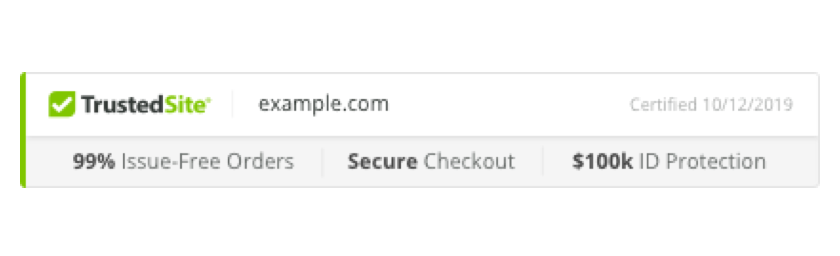 TrustedSite® example.com Certified 10/12/2019
99% Issue-Free Orders Secure Checkout $100k ID Protection